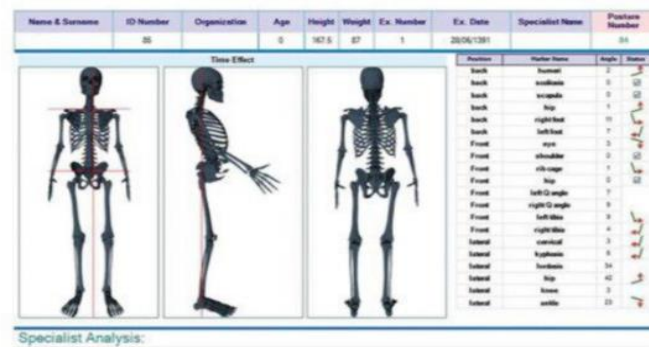 Name & Surname ID Number Organization Age Height Weight Ex. Number Ex. Date Specialist Name Posture Number
86 0 167.5 87 1 28/06/1391 84
Time Effect
Position Marker Name Angle Status
back humeri 2
back scoliosis 0
back scapula 0
back hip 1
back right foot 11
back left foot 7
Front eye 3
Front shoulder 0
Front rib cage 1
Front hip 0
Front left Q angle 7
Front right Q angle 9
Front left tibia 9
Front right tibia 4
lateral cervical 3
lateral kyphosis 6
lateral lordosis 34
lateral hip 42
lateral knee 3
lateral ankle 23
Specialist Analysis: